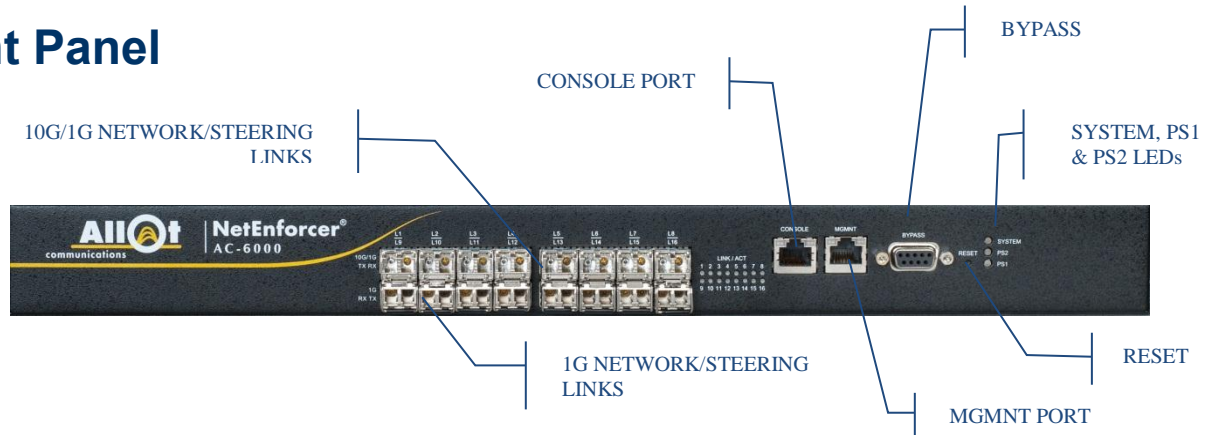 nt Panel
BYPASS
CONSOLE PORT
10G/1G NETWORK/STEERING
LINKS
SYSTEM, PS1
& PS2 LEDs
Allot
communications
NetEnforcer®
AC-6000
L1 L2 L3 L4 L5 L6 L7 L8
L9 L10 L11 L12 L13 L14 L15 L16
10G/1G
TX RX
1G
RX TX
LINK / ACT
1 2 3 4 5 6 7 8
9 10 11 12 13 14 15 16
CONSOLE
MGMNT
BYPASS
RESET
SYSTEM
PS2
PS1
1G NETWORK/STEERING
LINKS
RESET
MGMNT PORT